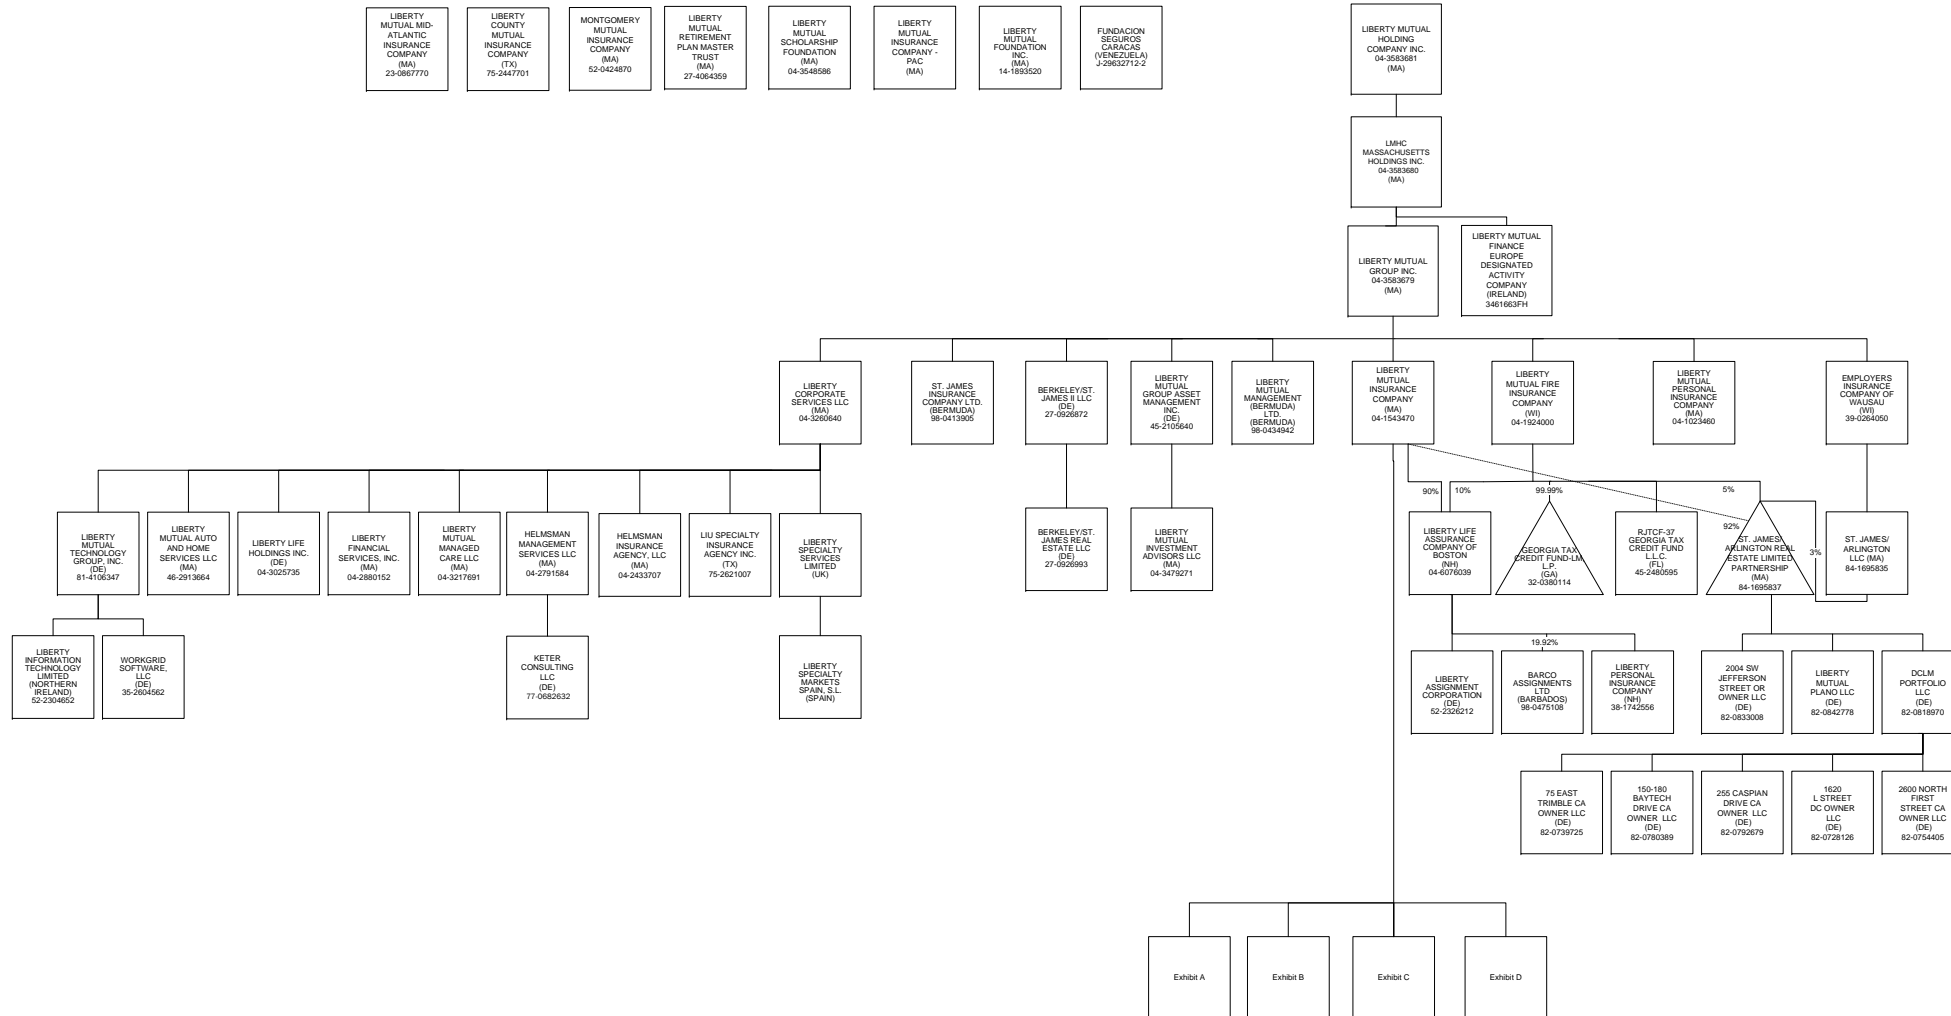 LIBERTY
MUTUAL MID-
ATLANTIC
INSURANCE
COMPANY
(MA)
23-0867770
LIBERTY
COUNTY
MUTUAL
INSURANCE
COMPANY
(TX)
75-2447701
MONTGOMERY
MUTUAL
INSURANCE
COMPANY
(MA)
52-0424870
LIBERTY
MUTUAL
RETIREMENT
PLAN MASTER
TRUST
(MA)
27-4064359
LIBERTY
MUTUAL
SCHOLARSHIP
FOUNDATION
(MA)
04-3548586
LIBERTY
MUTUAL
INSURANCE
COMPANY -
PAC
(MA)
LIBERTY
MUTUAL
FOUNDATION
INC.
(MA)
14-1893520
FUNDACION
SEGUROS
CARACAS
(VENEZUELA)
J-29632712-2
LIBERTY MUTUAL
HOLDING
COMPANY INC.
04-3583681
(MA)
LMHC
MASSACHUSETTS
HOLDINGS INC.
04-3583680
(MA)
LIBERTY MUTUAL
GROUP INC.
04-3583679
(MA)
LIBERTY MUTUAL
FINANCE
EUROPE
DESIGNATED
ACTIVITY
COMPANY
(IRELAND)
3461663FH
LIBERTY
CORPORATE
SERVICES LLC
(MA)
04-3260640
ST. JAMES
INSURANCE
COMPANY LTD.
(BERMUDA)
98-0413905
BERKELEY/ST.
JAMES II LLC
(DE)
27-0926872
LIBERTY
MUTUAL
GROUP ASSET
MANAGEMENT
INC.
(DE)
45-2105640
LIBERTY
MUTUAL
MANAGEMENT
(BERMUDA)
LTD.
(BERMUDA)
98-0434942
LIBERTY
MUTUAL
INSURANCE
COMPANY
(MA)
04-1543470
LIBERTY
MUTUAL FIRE
INSURANCE
COMPANY
(WI)
04-1924000
LIBERTY
MUTUAL
PERSONAL
INSURANCE
COMPANY
(MA)
04-1023460
EMPLOYERS
INSURANCE
COMPANY OF
WAUSAU
(WI)
39-0264050
90%
10%
99.99%
5%
92%
3%
LIBERTY
MUTUAL
TECHNOLOGY
GROUP, INC.
(DE)
81-4106347
LIBERTY
MUTUAL AUTO
AND HOME
SERVICES LLC
(MA)
46-2913664
LIBERTY LIFE
HOLDINGS INC.
(DE)
04-3025735
LIBERTY
FINANCIAL
SERVICES, INC.
(MA)
04-2880152
LIBERTY
MUTUAL
MANAGED
CARE LLC
(MA)
04-3217691
HELMSMAN
MANAGEMENT
SERVICES LLC
(MA)
04-2791584
HELMSMAN
INSURANCE
AGENCY, LLC
(MA)
04-2433707
LIU SPECIALTY
INSURANCE
AGENCY INC.
(TX)
75-2621007
LIBERTY
SPECIALTY
SERVICES
LIMITED
(UK)
BERKELEY/ST.
JAMES REAL
ESTATE LLC
(DE)
27-0926993
LIBERTY
MUTUAL
INVESTMENT
ADVISORS LLC
(MA)
04-3479271
LIBERTY LIFE
ASSURANCE
COMPANY OF
BOSTON
(NH)
04-6076039
GEORGIA TAX
CREDIT FUND-LM
L.P.
(GA)
32-0380114
RJTCF-37
GEORGIA TAX
CREDIT FUND
L.L.C.
(FL)
45-2480595
ST. JAMES/
ARLINGTON REAL
ESTATE LIMITED
PARTNERSHIP
(MA)
84-1695837
ST. JAMES/
ARLINGTON
LLC (MA)
84-1695835
LIBERTY
INFORMATION
TECHNOLOGY
LIMITED
(NORTHERN
IRELAND)
52-2304652
WORKGRID
SOFTWARE,
LLC
(DE)
35-2604562
KETER
CONSULTING
LLC
(DE)
77-0682632
LIBERTY
SPECIALTY
MARKETS
SPAIN, S.L.
(SPAIN)
19.92%
LIBERTY
ASSIGNMENT
CORPORATION
(DE)
52-2326212
BARCO
ASSIGNMENTS
LTD
(BARBADOS)
98-0475108
LIBERTY
PERSONAL
INSURANCE
COMPANY
(NH)
38-1742556
2004 SW
JEFFERSON
STREET OR
OWNER LLC
(DE)
82-0833008
LIBERTY
MUTUAL
PLANO LLC
(DE)
82-0842778
DCLM
PORTFOLIO
LLC
(DE)
82-0818970
75 EAST
TRIMBLE CA
OWNER LLC
(DE)
82-0739725
150-180
BAYTECH
DRIVE CA
OWNER LLC
(DE)
82-0780389
255 CASPIAN
DRIVE CA
OWNER LLC
(DE)
82-0792679
1620
L STREET
DC OWNER
LLC
(DE)
82-0728126
2600 NORTH
FIRST
STREET CA
OWNER LLC
(DE)
82-0754405
Exhibit A
Exhibit B
Exhibit C
Exhibit D